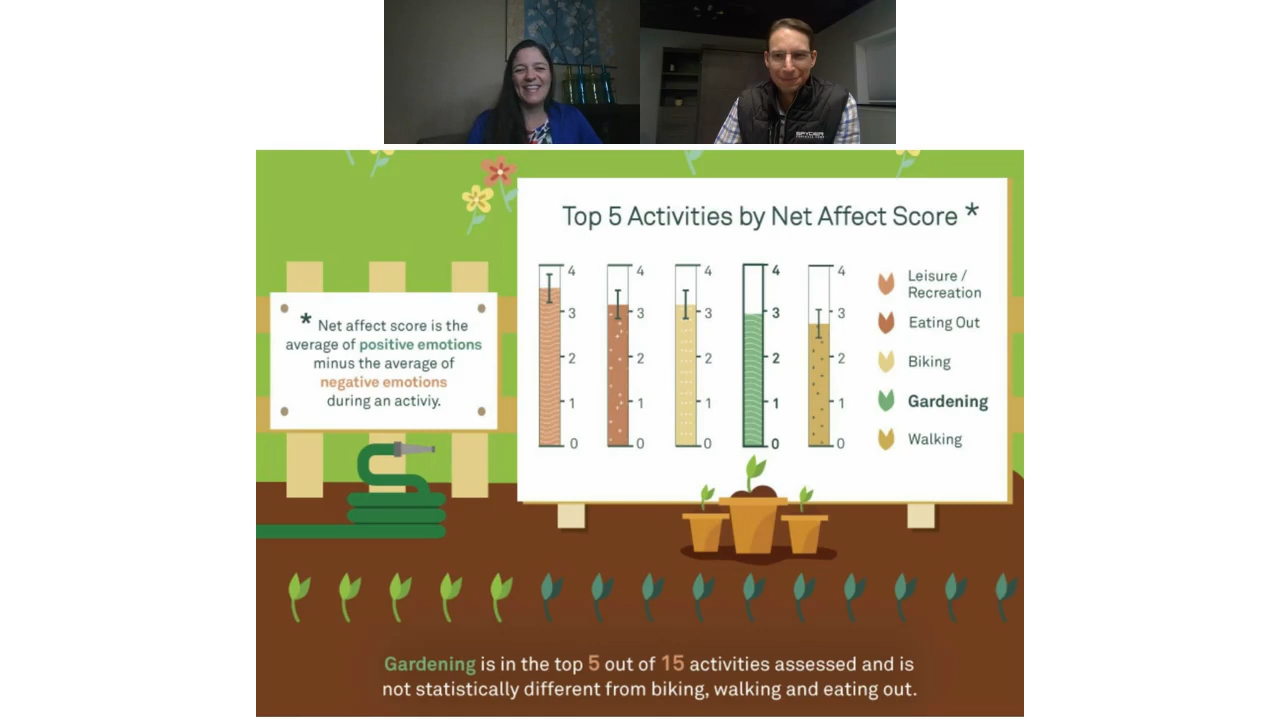 SPYDER
Top 5 Activities by Net Affect Score *
* Net affect score is the
average of positive emotions
minus the average of
negative emotions
during an activiy.
4
3
2
1
0
4
3
2
1
0
4
3
2
1
0
4
3
2
1
0
4
3
2
1
0
Leisure /
Recreation
Eating Out
Biking
Gardening
Walking
Gardening is in the top 5 out of 15 activities assessed and is
not statistically different from biking, walking and eating out.